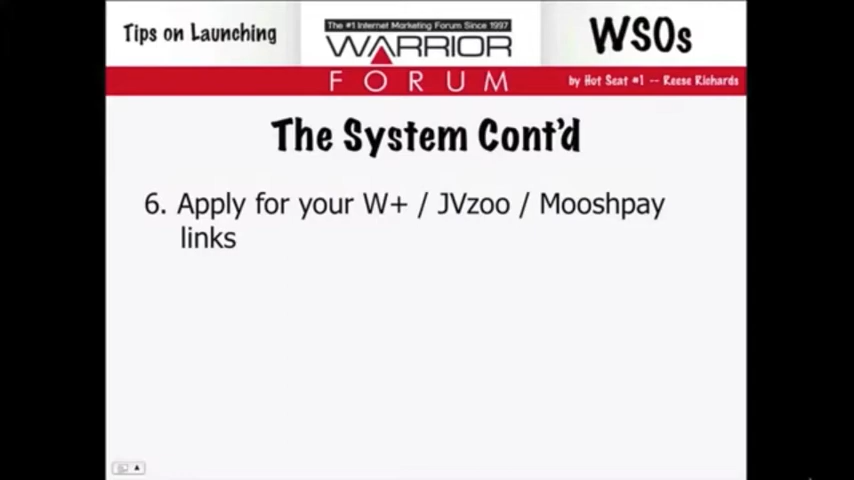 Tips on Launching
The #1 Internet Marketing Forum Since 1997
WARRIOR
FORUM
WSOs
by Hot Seat #1 -- Reese Richards
The System Cont'd
6. Apply for your W+ / JVzoo / Mooshpay
links